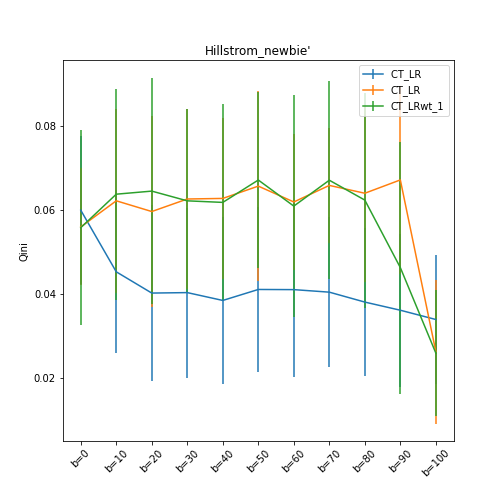 Hillstrom_newbie'
CT_LR
CT_LR
CT_LRwt_1
Qini
0.08
0.06
0.04
0.02
b=0
b=10
b=20
b=30
b=40
b=50
b=60
b=70
b=80
b=90
b=100